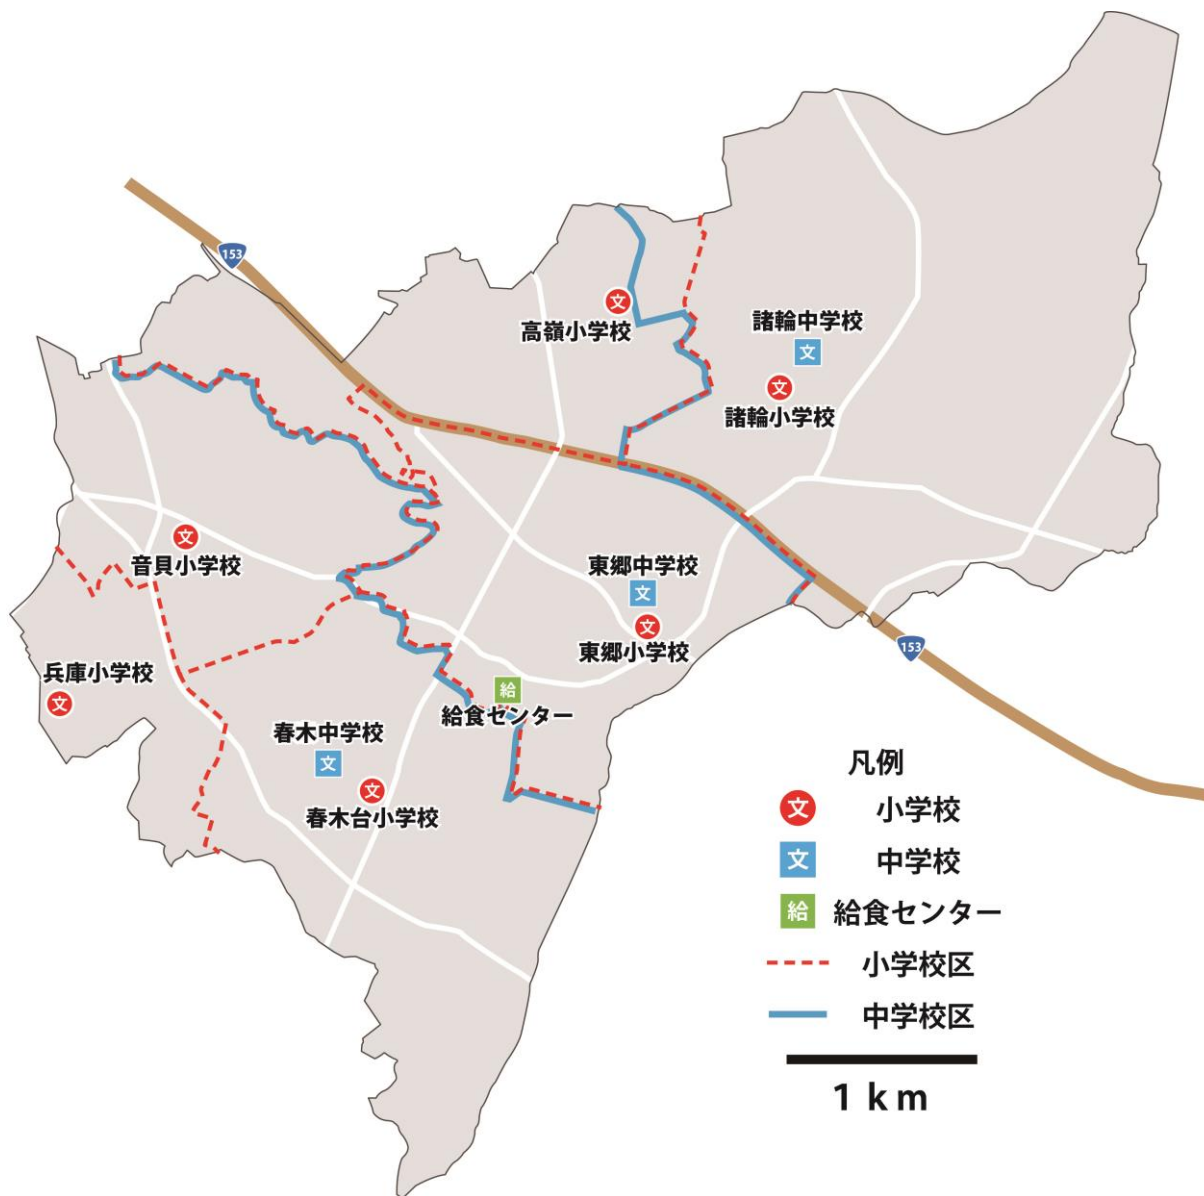 153
文
高嶺小学校
諸輪中学校
文
文
諸輪小学校
文
音貝小学校
東郷中学校
文
文
東郷小学校
153
兵庫小学校
文
給
給食センター
春木中学校
文
文
春木台小学校
凡例
文 小学校
文 中学校
給 給食センター
小学校区
中学校区
1 km